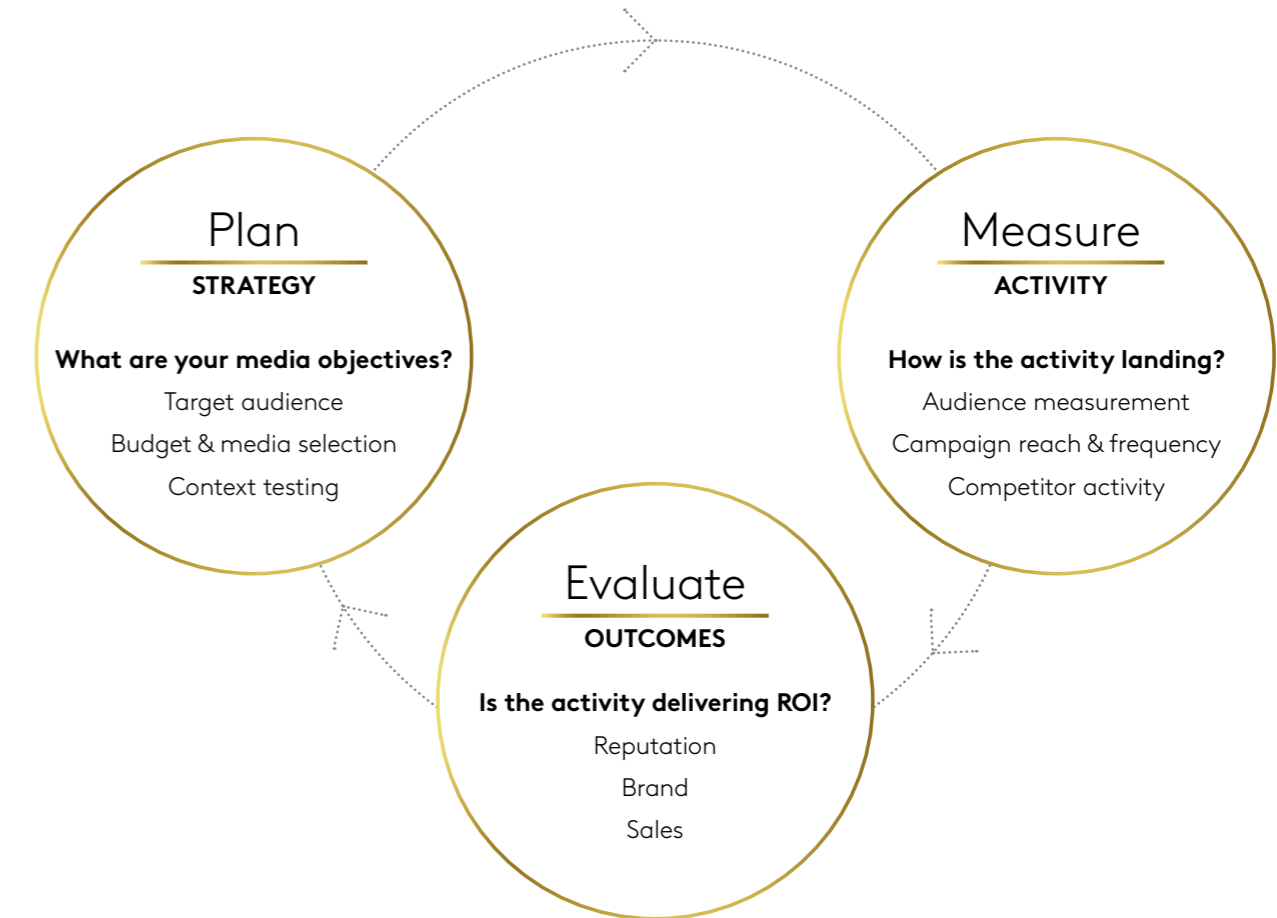 Plan
STRATEGY
What are your media objectives?
Target audience
Budget & media selection
Context testing
Measure
ACTIVITY
How is the activity landing?
Audience measurement
Campaign reach & frequency
Competitor activity
Evaluate
OUTCOMES
Is the activity delivering ROI?
Reputation
Brand
Sales